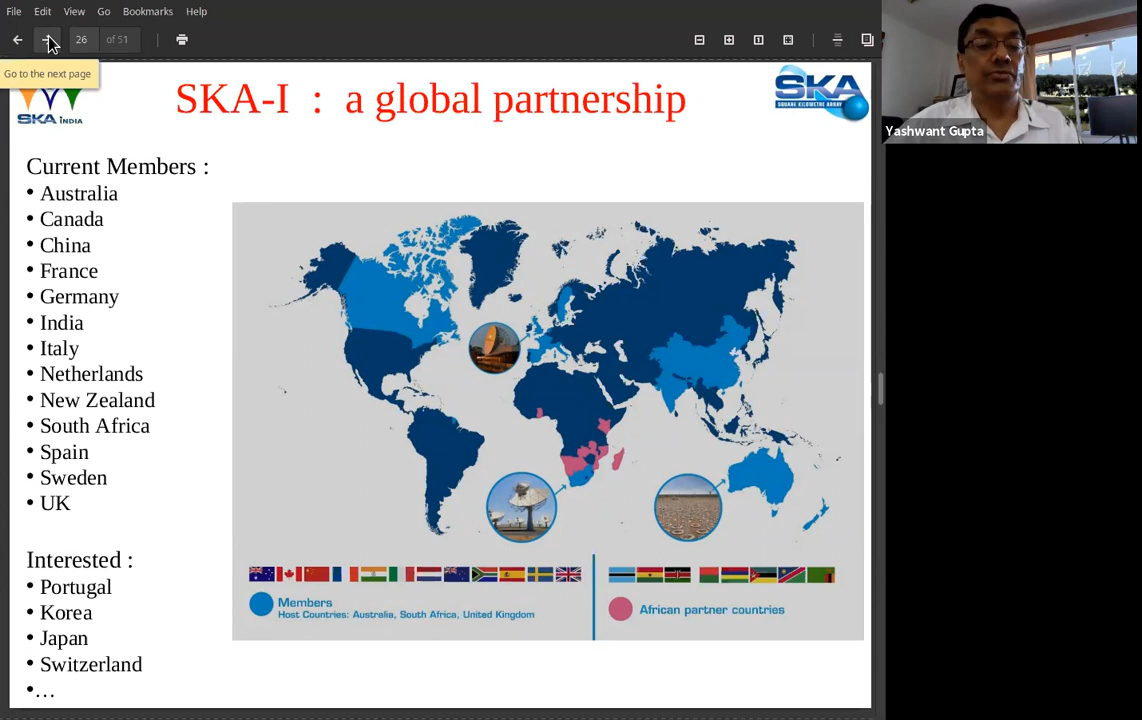 File Edit View Go Bookmarks Help
26 of 51
Go to the next page
SKA INDIA
SKA-I : a global partnership
SKA
SQUARE KILOMETRE ARRAY
Yashwant Gupta
Current Members :
• Australia
• Canada
• China
• France
• Germany
• India
• Italy
• Netherlands
• New Zealand
• South Africa
• Spain
• Sweden
• UK
Interested :
• Portugal
• Korea
• Japan
• Switzerland
•…
Members
Host Countries: Australia, South Africa, United Kingdom
African partner countries